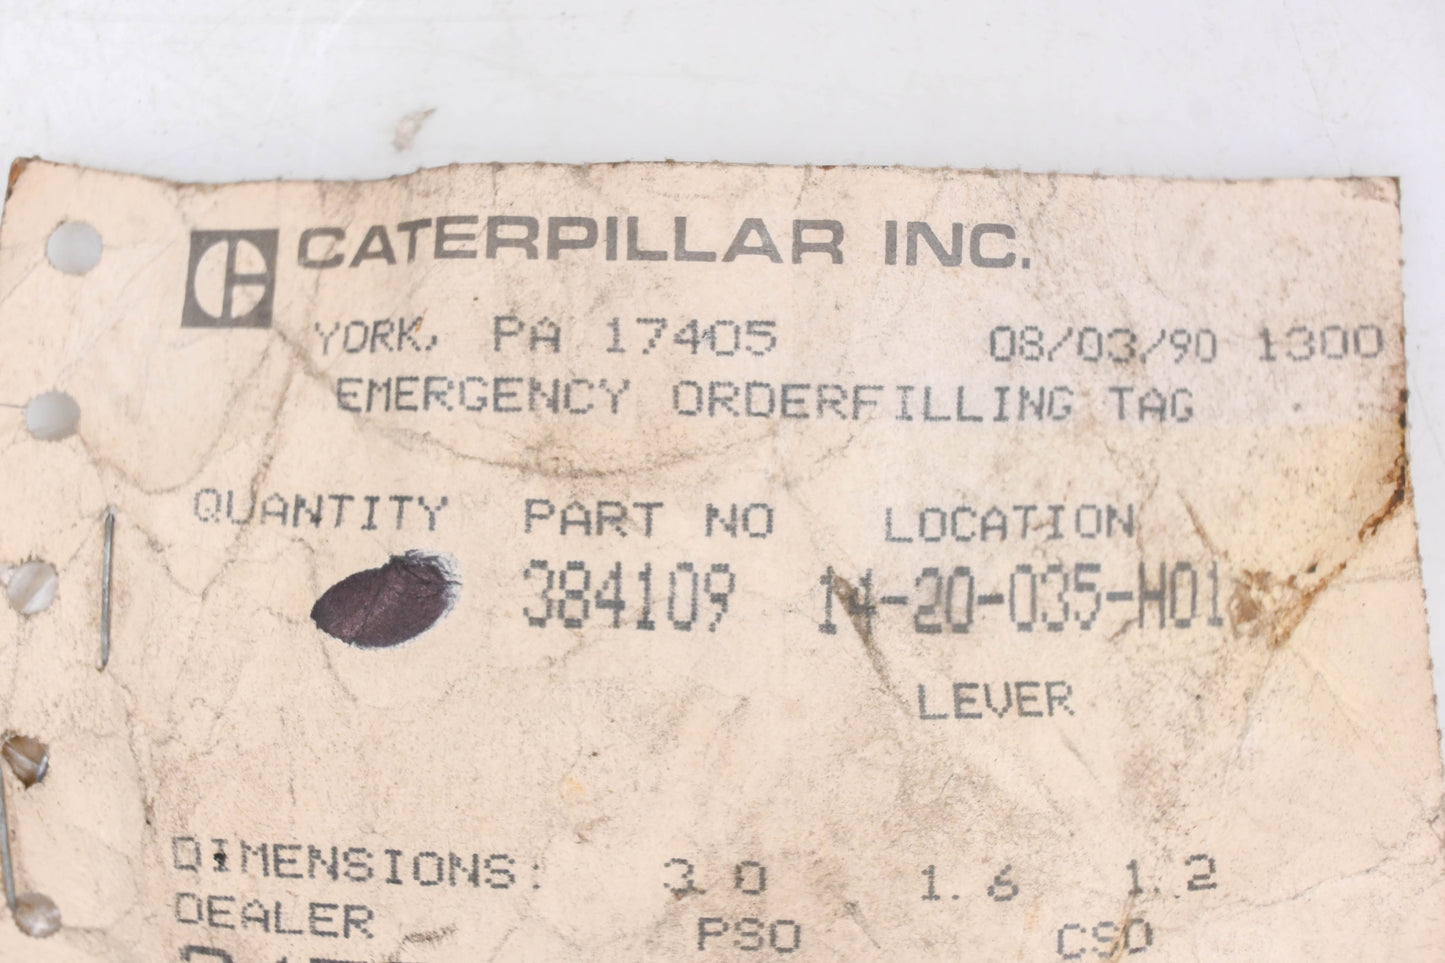 CATERPILLAR INC.
YORK, PA 17405 08/03/90 1300
EMERGENCY ORDERFILLING TAG
QUANTITY PART NO LOCATION
384109 14-20-035-H01
LEVER
DIMENSIONS: 3.0 1.6 1.2
DEALER PSO CSO